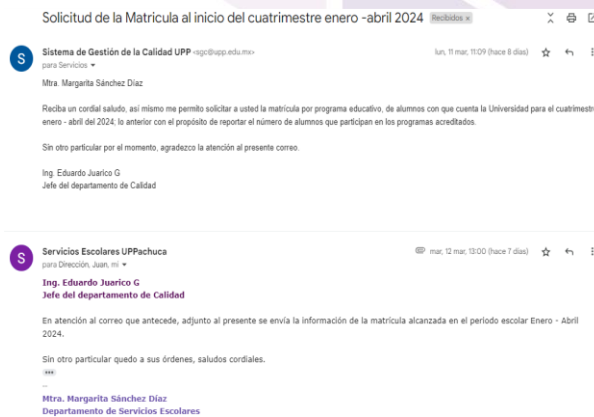 Solicitud de la Matricula al inicio del cuatrimestre enero -abril 2024 Recibidos x
S
Sistema de Gestión de la Calidad UPP <sgc@upp.edu.mx> lun, 11 mar, 11:09 (hace 8 días)
para Servicios
Mtra. Margarita Sánchez Díaz
Reciba un cordial saludo, así mismo me permito solicitar a usted la matrícula por programa educativo, de alumnos con que cuenta la Universidad para el cuatrimestre
enero - abril del 2024; lo anterior con el propósito de reportar el número de alumnos que participan en los programas acreditados.
Sin otro particular por el momento, agradezco la atención al presente correo.
Ing. Eduardo Juarico G
Jefe del departamento de Calidad
S
Servicios Escolares UPPachuca mar, 12 mar, 13:00 (hace 7 días)
para Dirección, Juan, mi
Ing. Eduardo Juarico G
Jefe del departamento de Calidad
En atención al correo que antecede, adjunto al presente se envía la información de la matrícula alcanzada en el periodo escolar Enero - Abril
2024.
Sin otro particular quedo a sus órdenes, saludos cordiales.
•••
--
Mtra. Margarita Sánchez Díaz
Departamento de Servicios Escolares